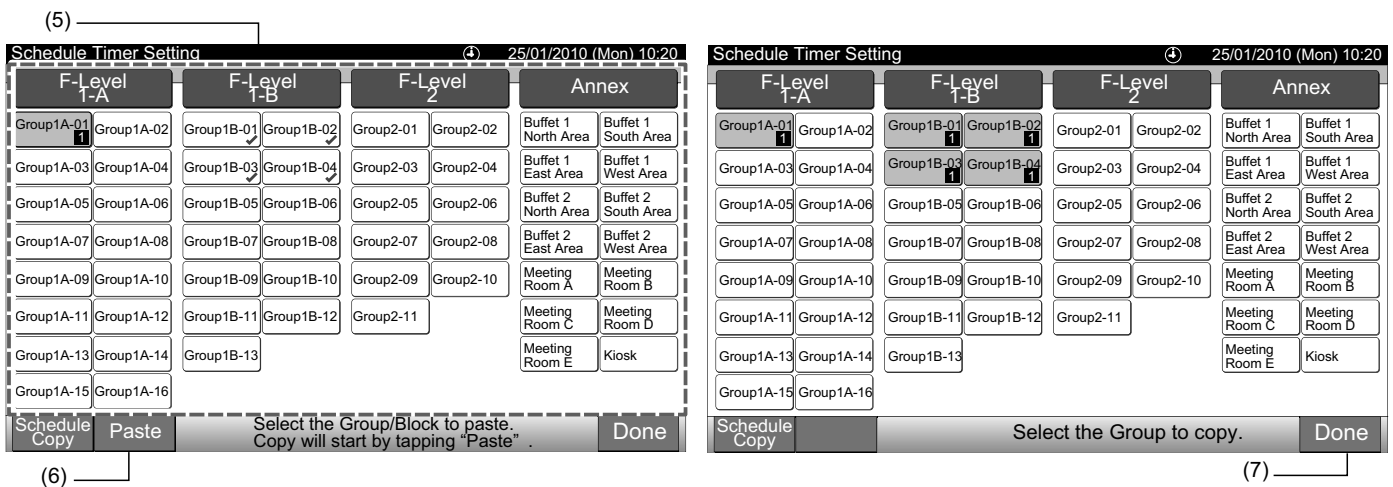 (5)
Schedule Timer Setting 25/01/2010 (Mon) 10:20
F-Level 1-A F-Level 1-B F-Level 2 Annex
Group1A-01 1 Group1A-02 Group1B-01 Group1B-02 Group2-01 Group2-02 Buffet 1 North Area Buffet 1 South Area
Group1A-03 Group1A-04 Group1B-03 Group1B-04 Group2-03 Group2-04 Buffet 1 East Area Buffet 1 West Area
Group1A-05 Group1A-06 Group1B-05 Group1B-06 Group2-05 Group2-06 Buffet 2 North Area Buffet 2 South Area
Group1A-07 Group1A-08 Group1B-07 Group1B-08 Group2-07 Group2-08 Buffet 2 East Area Buffet 2 West Area
Group1A-09 Group1A-10 Group1B-09 Group1B-10 Group2-09 Group2-10 Meeting Room A Meeting Room B
Group1A-11 Group1A-12 Group1B-11 Group1B-12 Group2-11 Meeting Room C Meeting Room D
Group1A-13 Group1A-14 Group1B-13 Meeting Room E Kiosk
Group1A-15 Group1A-16
Schedule Copy Paste Select the Group/Block to paste.
Copy will start by tapping “Paste” . Done
(6)
Schedule Timer Setting 25/01/2010 (Mon) 10:20
F-Level 1-A F-Level 1-B F-Level 2 Annex
Group1A-01 1 Group1A-02 Group1B-01 1 Group1B-02 1 Group2-01 Group2-02 Buffet 1 North Area Buffet 1 South Area
Group1A-03 Group1A-04 Group1B-03 1 Group1B-04 1 Group2-03 Group2-04 Buffet 1 East Area Buffet 1 West Area
Group1A-05 Group1A-06 Group1B-05 Group1B-06 Group2-05 Group2-06 Buffet 2 North Area Buffet 2 South Area
Group1A-07 Group1A-08 Group1B-07 Group1B-08 Group2-07 Group2-08 Buffet 2 East Area Buffet 2 West Area
Group1A-09 Group1A-10 Group1B-09 Group1B-10 Group2-09 Group2-10 Meeting Room A Meeting Room B
Group1A-11 Group1A-12 Group1B-11 Group1B-12 Group2-11 Meeting Room C Meeting Room D
Group1A-13 Group1A-14 Group1B-13 Meeting Room E Kiosk
Group1A-15 Group1A-16
Schedule Copy Select the Group to copy. Done
(7)